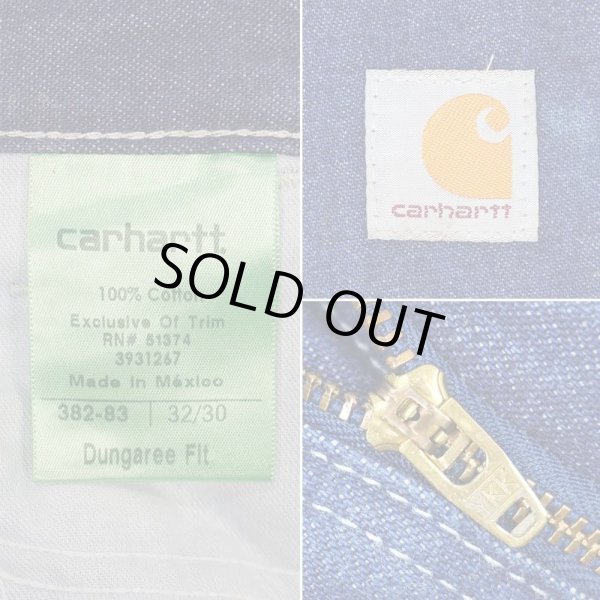 carhartt
100% Cotton
Exclusive Of Trim
RN# 51374
3931267
Made in México
382-83 32/30
Dungaree Fit
carhartt
YKK
SOLD OUT